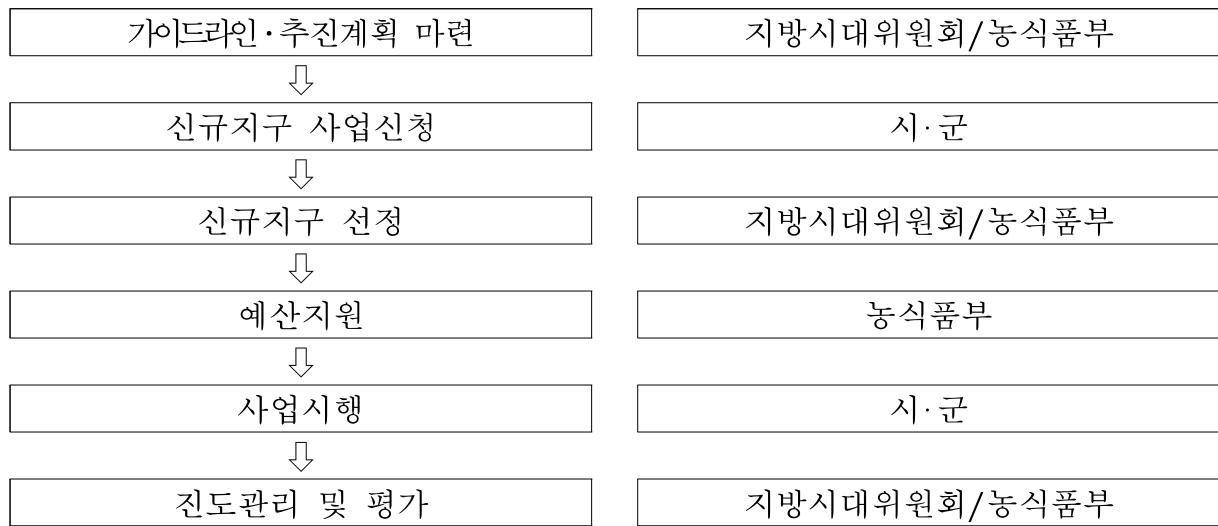 가이드라인·추진계획 마련
지방시대위원회/농식품부
신규지구 사업신청
시·군
신규지구 선정
지방시대위원회/농식품부
예산지원
농식품부
사업시행
시·군
진도관리 및 평가
지방시대위원회/농식품부